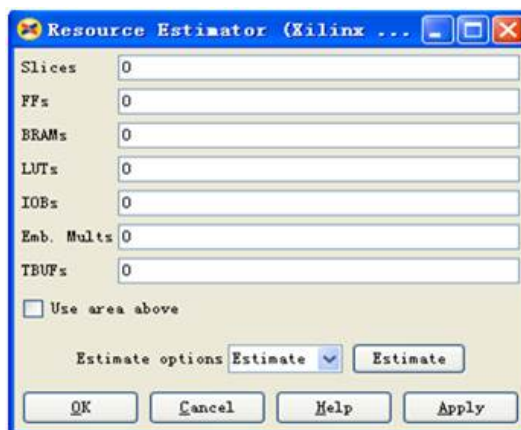 Resource Estimator (Xilinx ...
Slices 0
FFs 0
BRAMs 0
LUTs 0
IOBs 0
Emb. Mults 0
TBUFs 0
Use area above
Estimate options Estimate Estimate
OK Cancel Help Apply